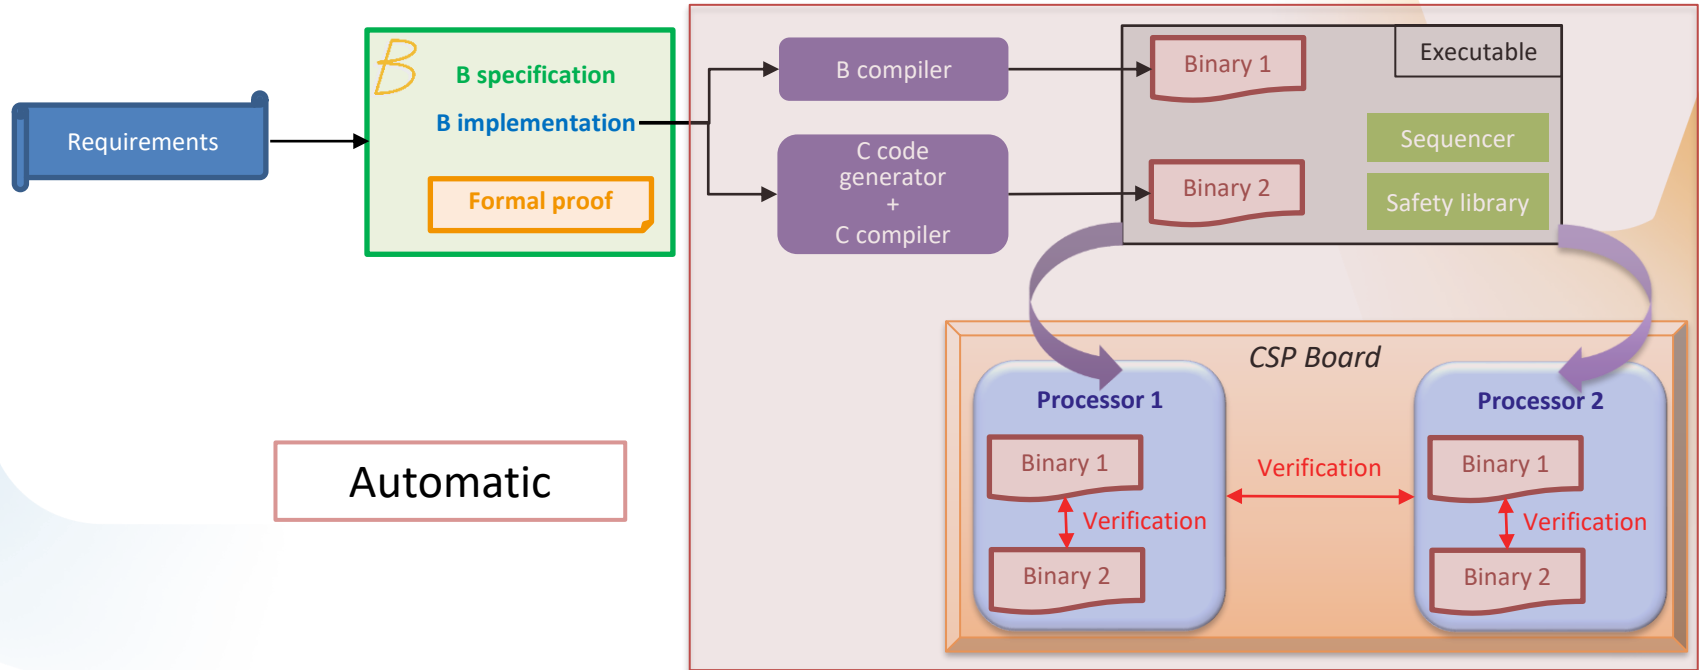 Requirements
B
B specification
B implementation
Formal proof
B compiler
C code
generator
+
C compiler
Binary 1
Binary 2
Executable
Sequencer
Safety library
CSP Board
Processor 1
Binary 1
Verification
Binary 2
Verification
Processor 2
Binary 1
Verification
Binary 2
Automatic